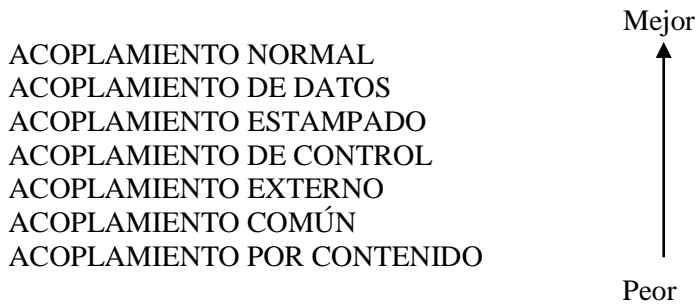 Mejor
ACOPLAMIENTO NORMAL
ACOPLAMIENTO DE DATOS
ACOPLAMIENTO ESTAMPADO
ACOPLAMIENTO DE CONTROL
ACOPLAMIENTO EXTERNO
ACOPLAMIENTO COMÚN
ACOPLAMIENTO POR CONTENIDO
Peor